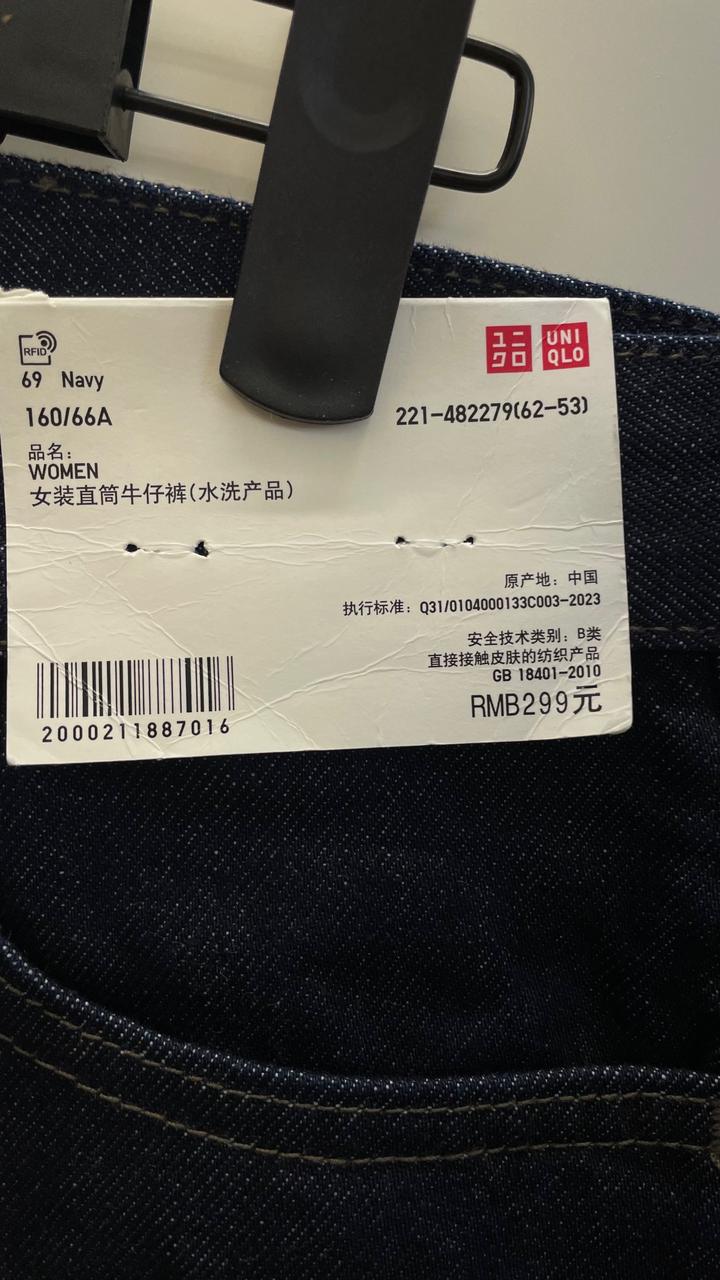 RFID
ユニ
クロ
UNI
QLO
69 Navy
160/66A
221-482279(62-53)
品名:
WOMEN
女装直筒牛仔裤(水洗产品)
原产地: 中国
执行标准: Q31/0104000133C003-2023
安全技术类别: B类
直接接触皮肤的纺织产品
GB 18401-2010
RMB299元
2000211887016